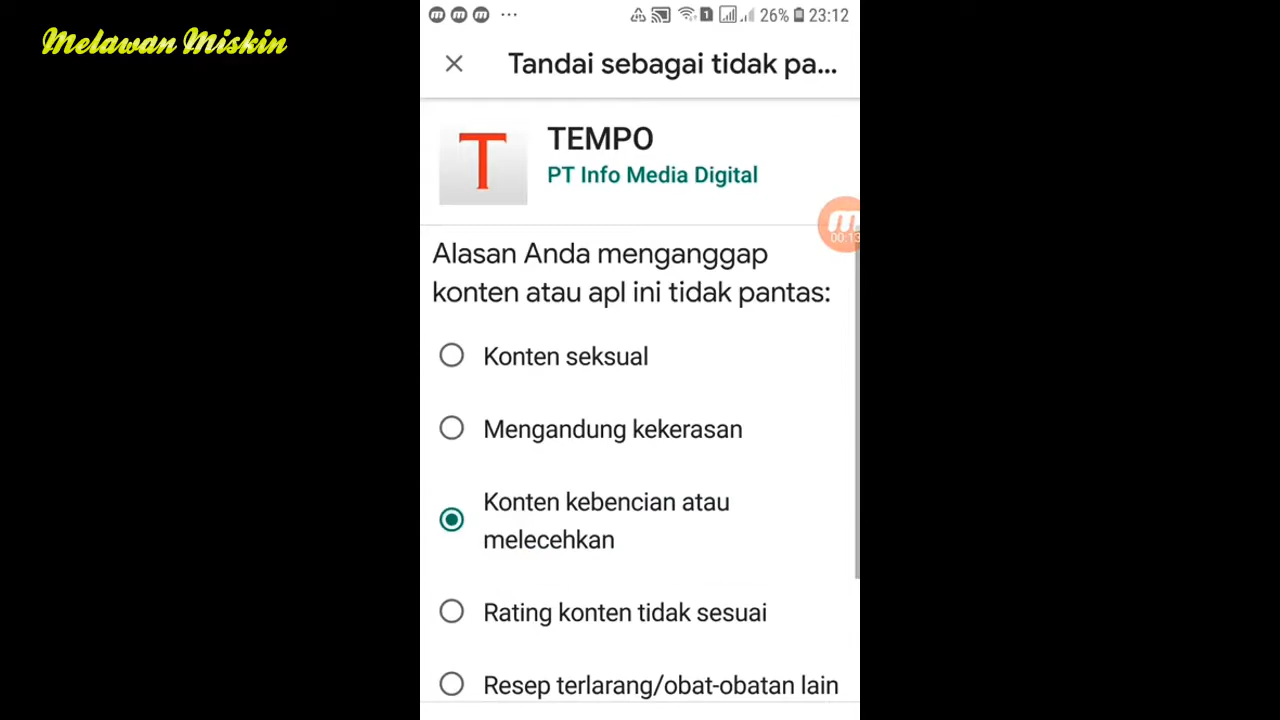 Melawan Miskin
26% 23:12
Tandai sebagai tidak pa...
T
TEMPO
PT Info Media Digital
m
00:13
Alasan Anda menganggap
konten atau apl ini tidak pantas:
Konten seksual
Mengandung kekerasan
Konten kebencian atau
melecehkan
Rating konten tidak sesuai
Resep terlarang/obat-obatan lain